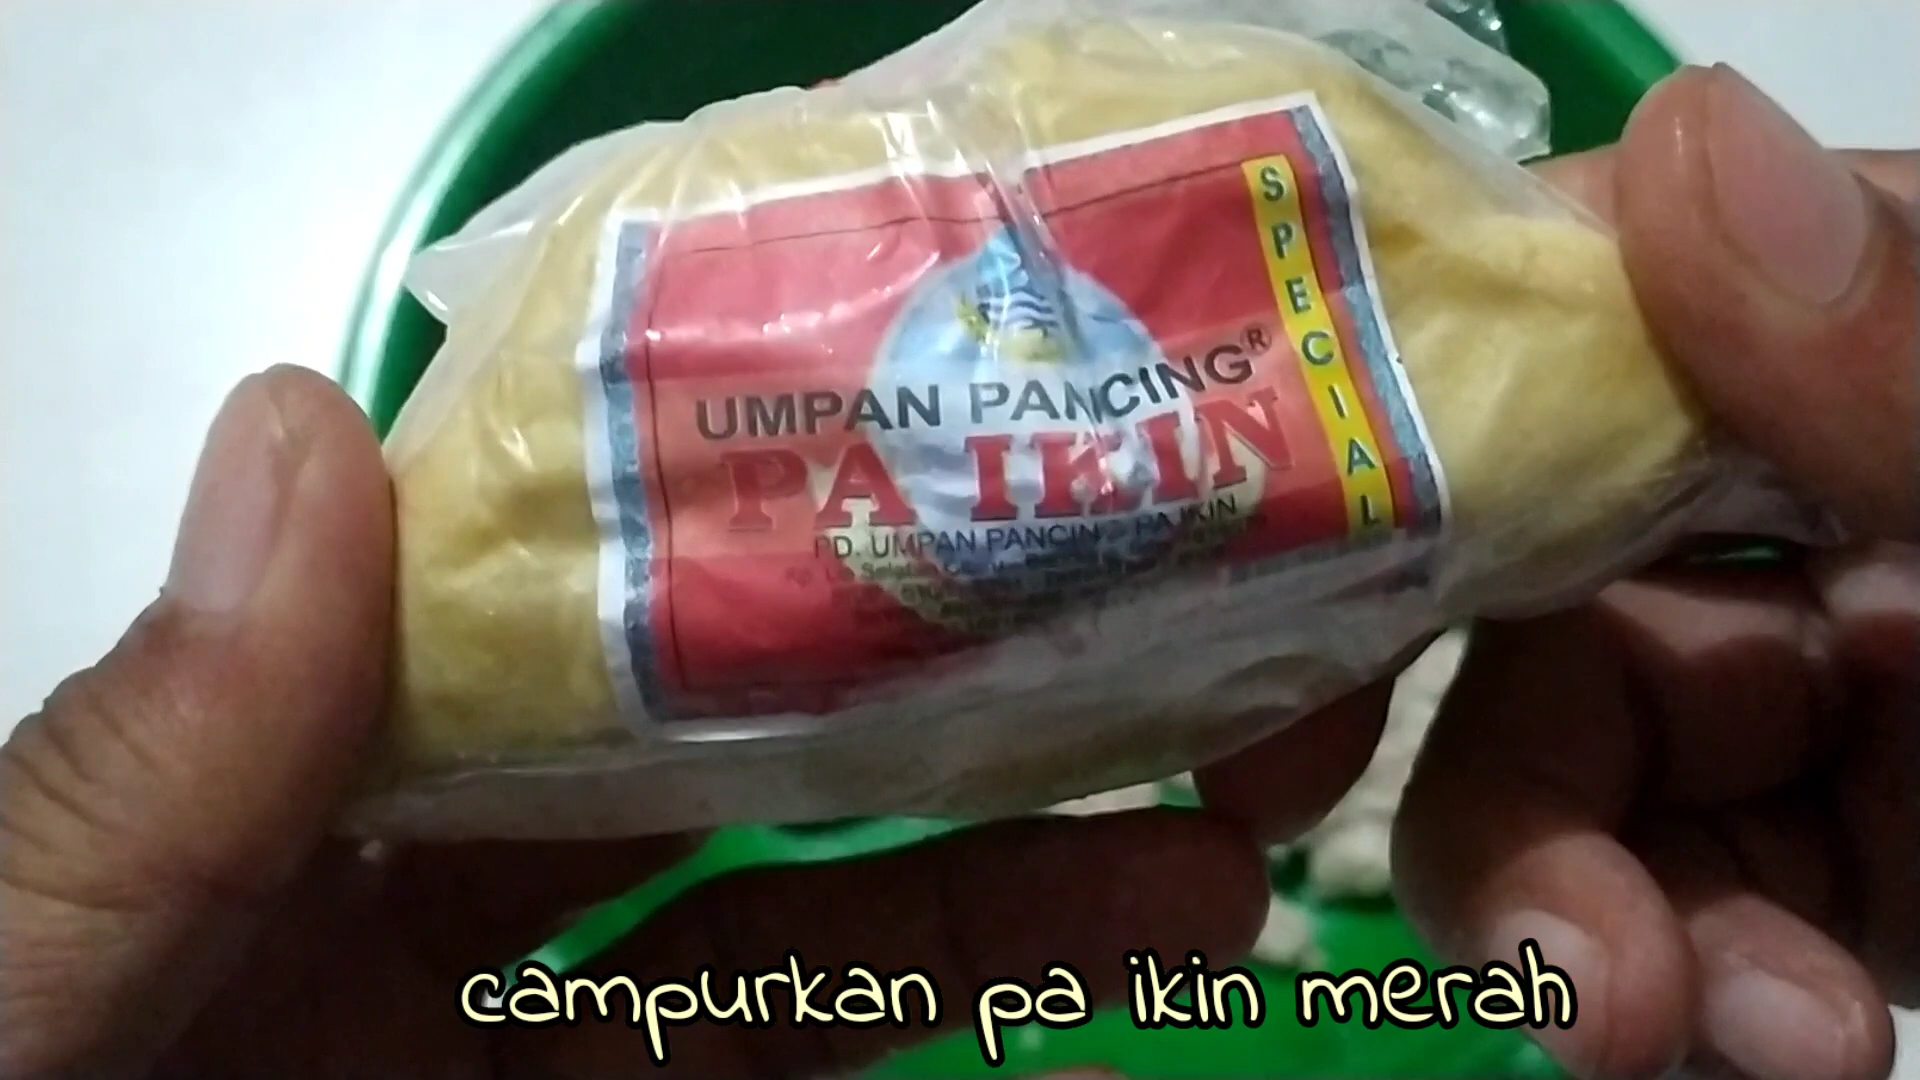 SPECIAL
UMPAN PANCING®
PA IKIN
PD. UMPAN PANCING PA IKIN
campurkan pa ikin merah